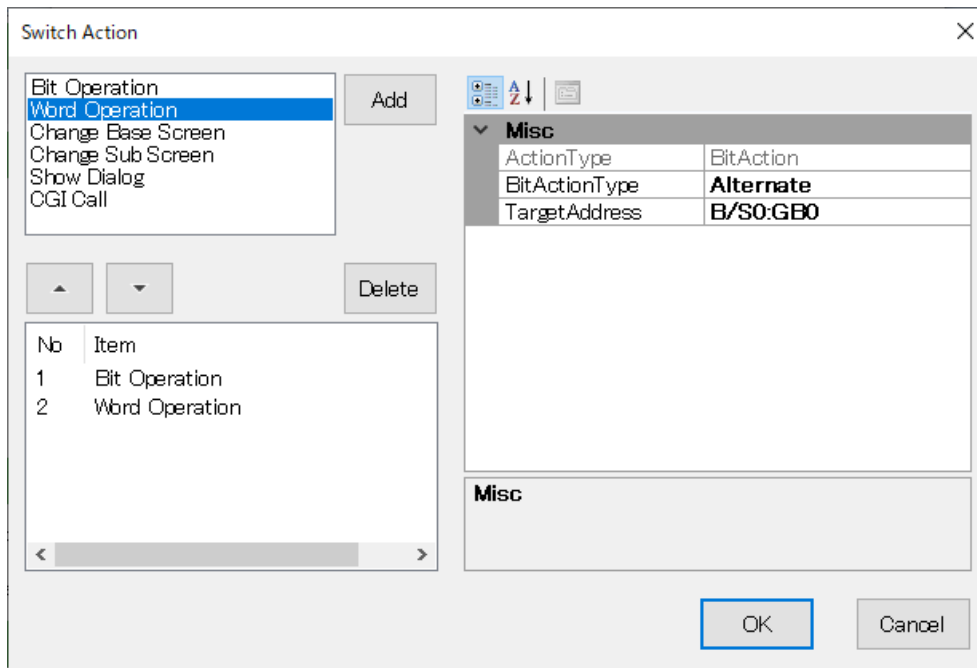 Switch Action
Bit Operation
Word Operation
Change Base Screen
Change Sub Screen
Show Dialog
CGI Call
Add
Delete
No Item
1 Bit Operation
2 Word Operation
Misc
ActionType BitAction
BitActionType Alternate
TargetAddress B/S0:GB0
Misc
OK
Cancel